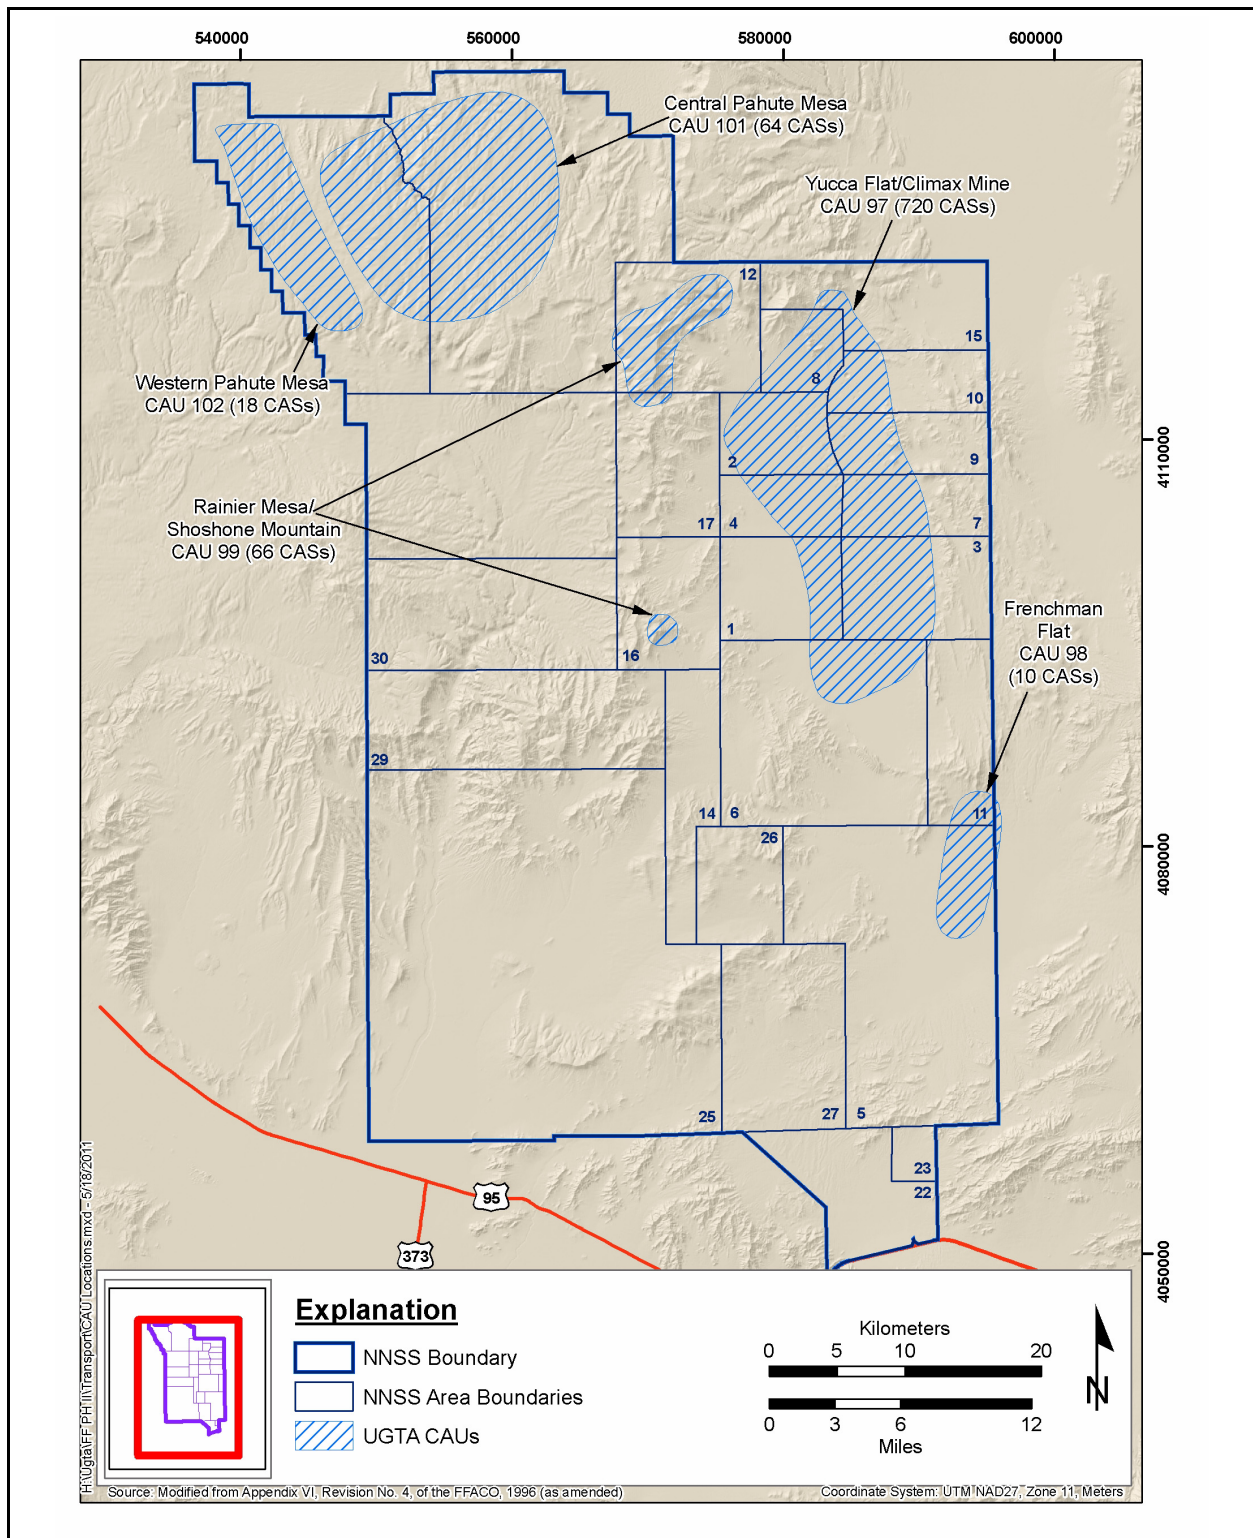 540000
560000
580000
600000
Central Pahute Mesa
CAU 101 (64 CASs)
Yucca Flat/Climax Mine
CAU 97 (720 CASs)
12
15
8
10
Western Pahute Mesa
CAU 102 (18 CASs)
4110000
2
9
Rainier Mesa/
Shoshone Mountain
CAU 99 (66 CASs)
17
4
7
3
Frenchman
Flat
CAU 98
(10 CASs)
1
30
16
29
14
6
11
26
4080000
25
27
5
23
22
95
373
4050000
H:\Ugta\FF PH II\Transport\CAU Locations.mxd - 5/18/2011
Explanation
NNSS Boundary
NNSS Area Boundaries
UGTA CAUs
Kilometers
0 5 10 20
0 3 6 12
Miles
N
Source: Modified from Appendix VI, Revision No. 4, of the FFACO, 1996 (as amended)
Coordinate System: UTM NAD27, Zone 11, Meters